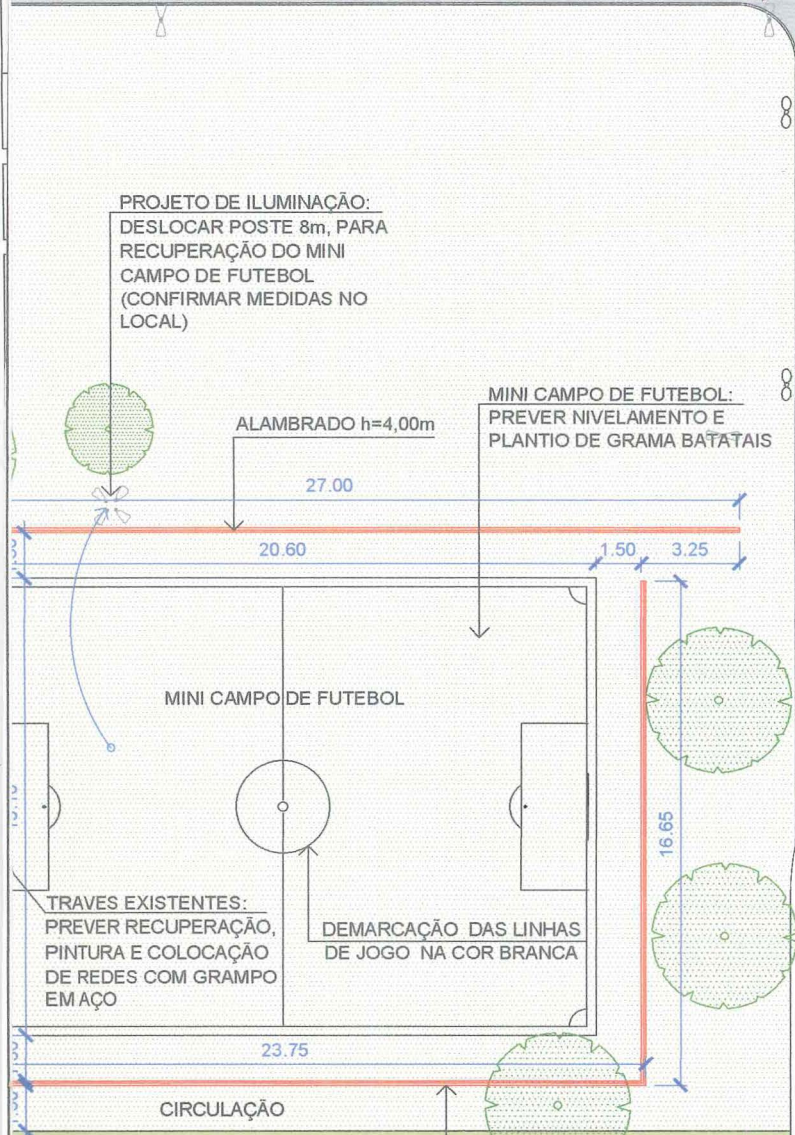 PROJETO DE ILUMINAÇÃO:
DESLOCAR POSTE 8m, PARA
RECUPERAÇÃO DO MINI
CAMPO DE FUTEBOL
(CONFIRMAR MEDIDAS NO
LOCAL)
MINI CAMPO DE FUTEBOL:
PREVER NIVELAMENTO E
PLANTIO DE GRAMA BATATAIS
ALAMBRADO h=4,00m
27.00
20.60
1.50
3.25
MINI CAMPO DE FUTEBOL
16.65
TRAVES EXISTENTES:
PREVER RECUPERAÇÃO,
PINTURA E COLOCAÇÃO
DE REDES COM GRAMPO
EM AÇO
DEMARCAÇÃO DAS LINHAS
DE JOGO NA COR BRANCA
23.75
CIRCULAÇÃO